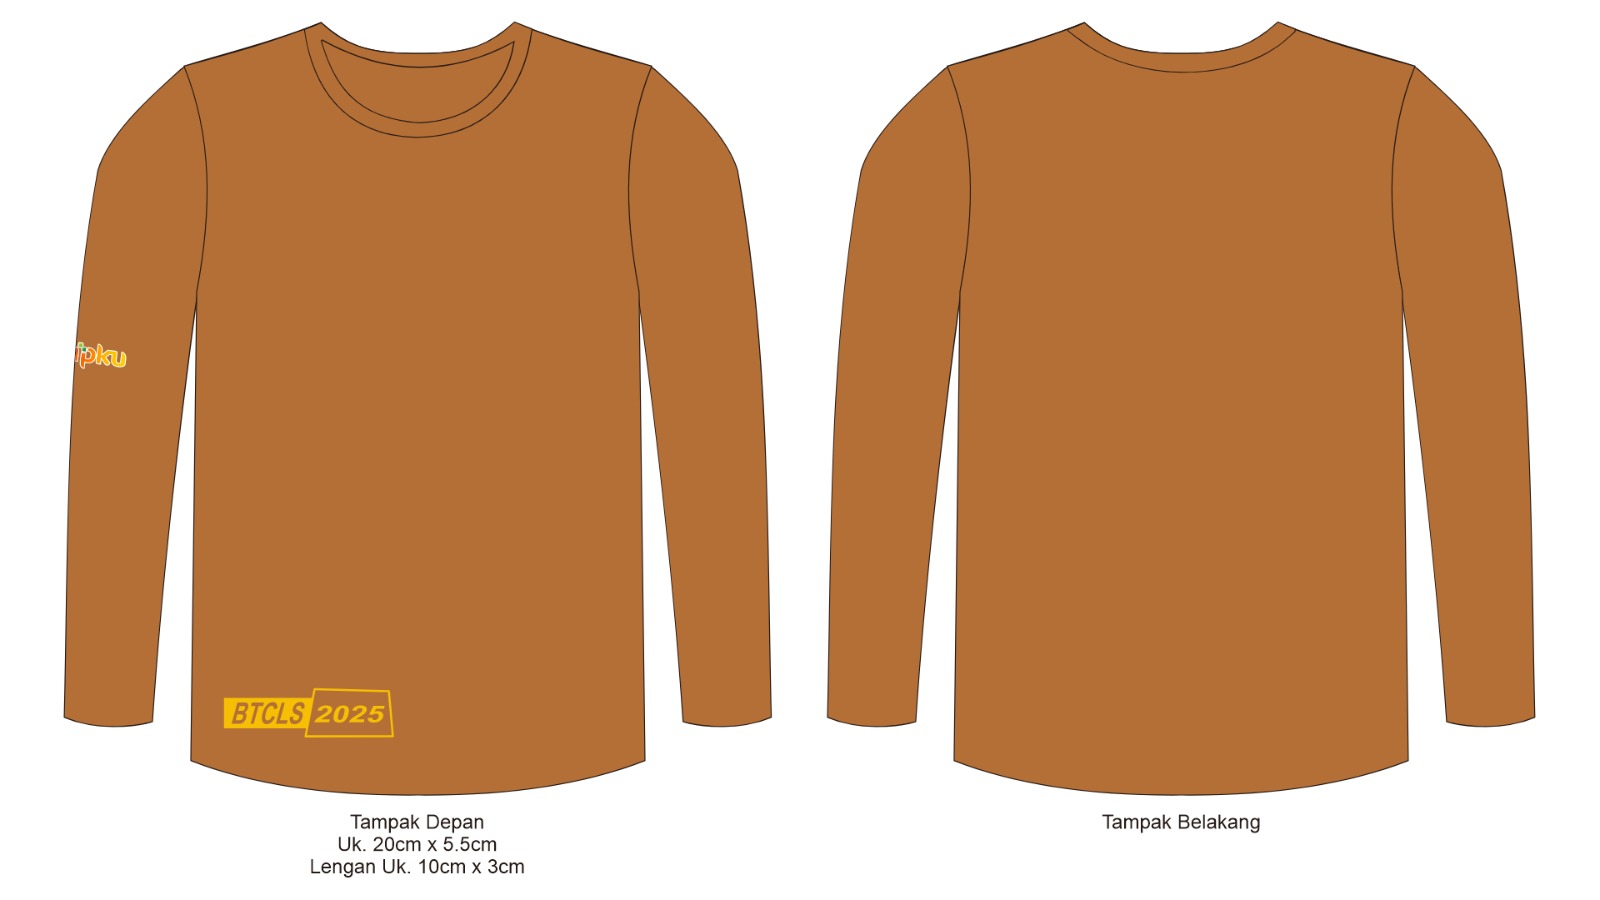 ipku
BTCLS 2025
Tampak Depan
Uk. 20cm x 5.5cm
Lengan Uk. 10cm x 3cm
Tampak Belakang